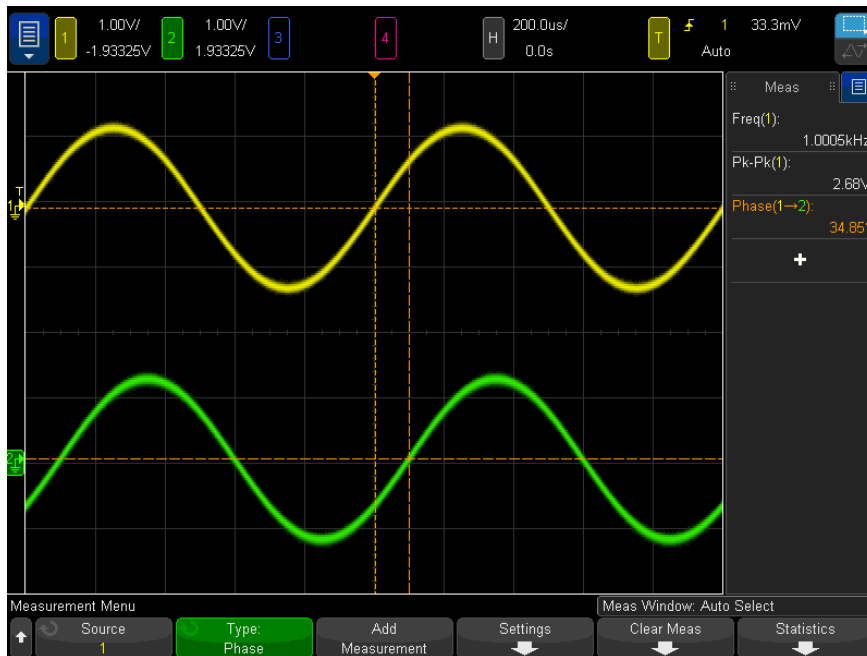 1 1.00V/ 2 1.00V/ 3 4 H 200.0us/ T 1 33.3mV
-1.93325V 1.93325V 0.0s Auto
Meas
Freq(1):
1.0005kHz
Pk-Pk(1):
2.68V
Phase(1→2):
34.85°
+
T
1
2
Measurement Menu Meas Window: Auto Select
Source Type: Add Settings Clear Meas Statistics
1 Phase Measurement